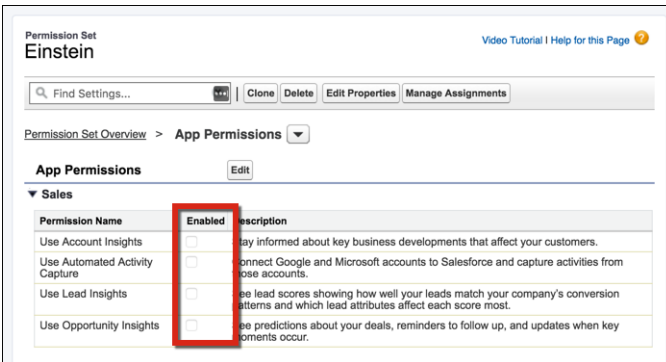 Permission Set
Einstein
Video Tutorial | Help for this Page
Find Settings...
Clone Delete Edit Properties Manage Assignments
Permission Set Overview > App Permissions
App Permissions Edit
Sales
Permission Name Enabled escription
Use Account Insights tay informed about key business developments that affect your customers.
Use Automated Activity onnect Google and Microsoft accounts to Salesforce and capture activities from
Capture ose accounts.
Use Lead Insights ee lead scores showing how well your leads match your company's conversion
atterns and which lead attributes affect each score most.
Use Opportunity Insights ee predictions about your deals, reminders to follow up, and updates when key
oments occur.